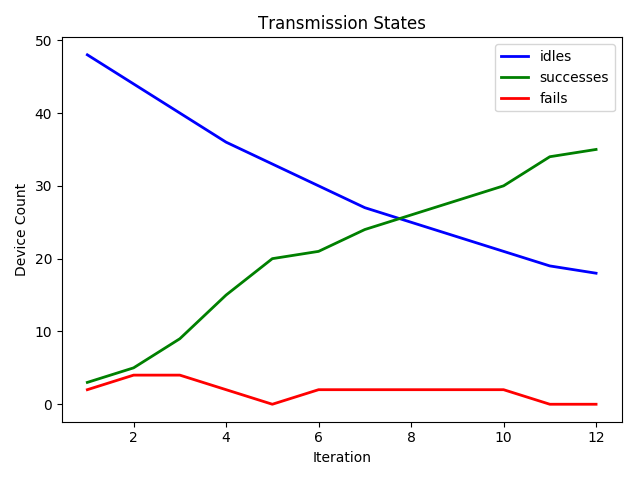 Transmission States
Device Count
50
40
30
20
10
0
idles
successes
fails
2 4 6 8 10 12
Iteration